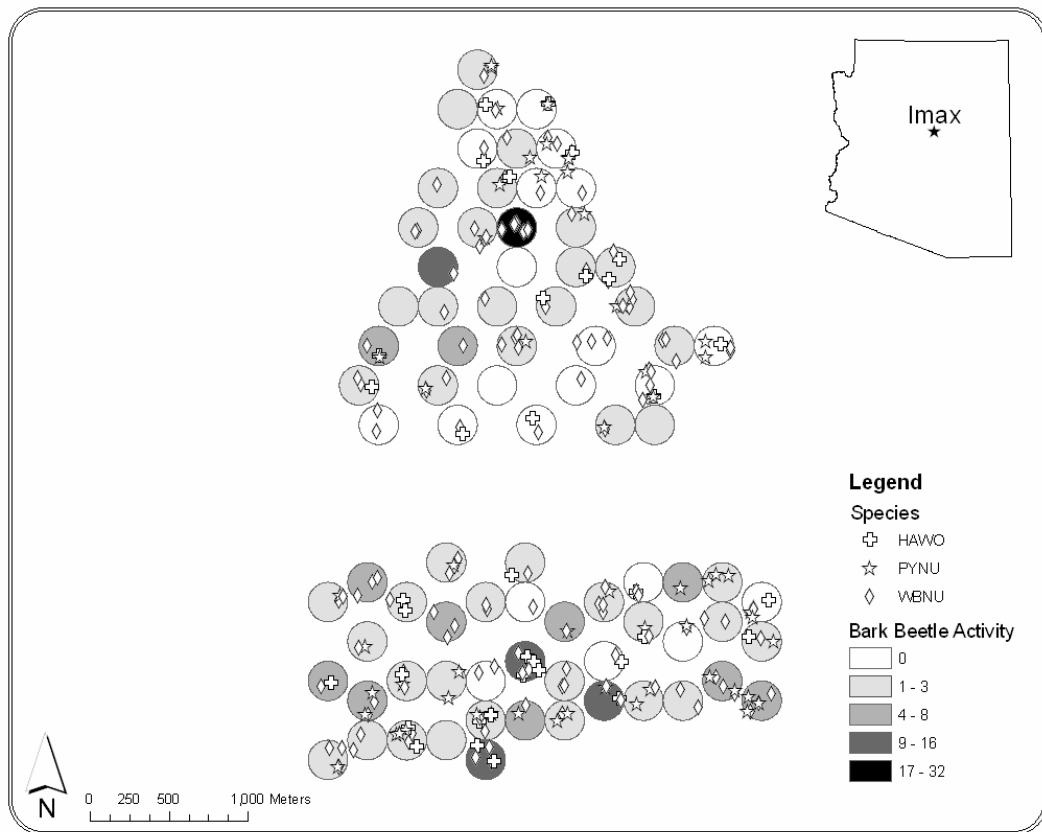 Imax
Legend
Species
HAWO
PYNU
WBNU
Bark Beetle Activity
0
1 - 3
4 - 8
9 - 16
17 - 32
N
0 250 500 1,000 Meters